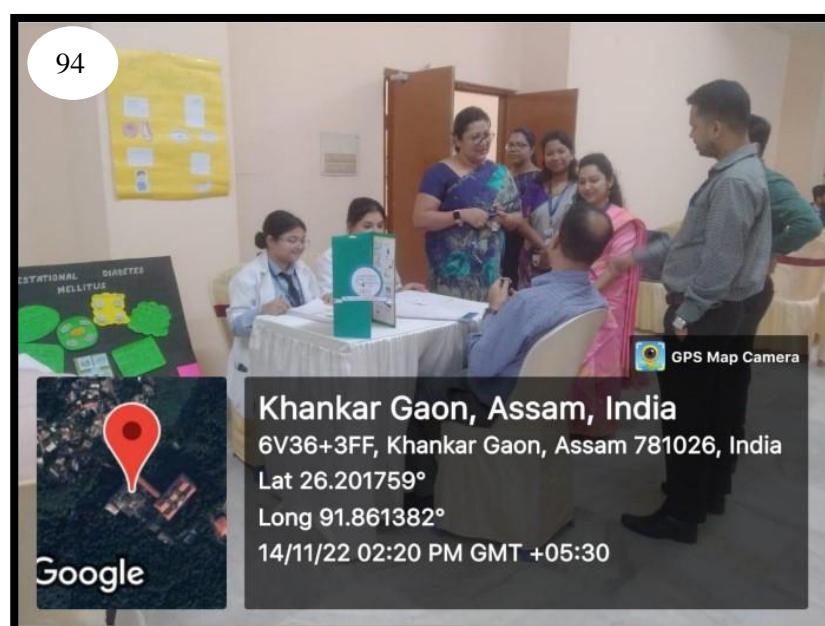 94
ESTATIONAL DIABETES
MELLITUS
GPS Map Camera
Khankar Gaon, Assam, India
6V36+3FF, Khankar Gaon, Assam 781026, India
Lat 26.201759°
Long 91.861382°
14/11/22 02:20 PM GMT +05:30
Google